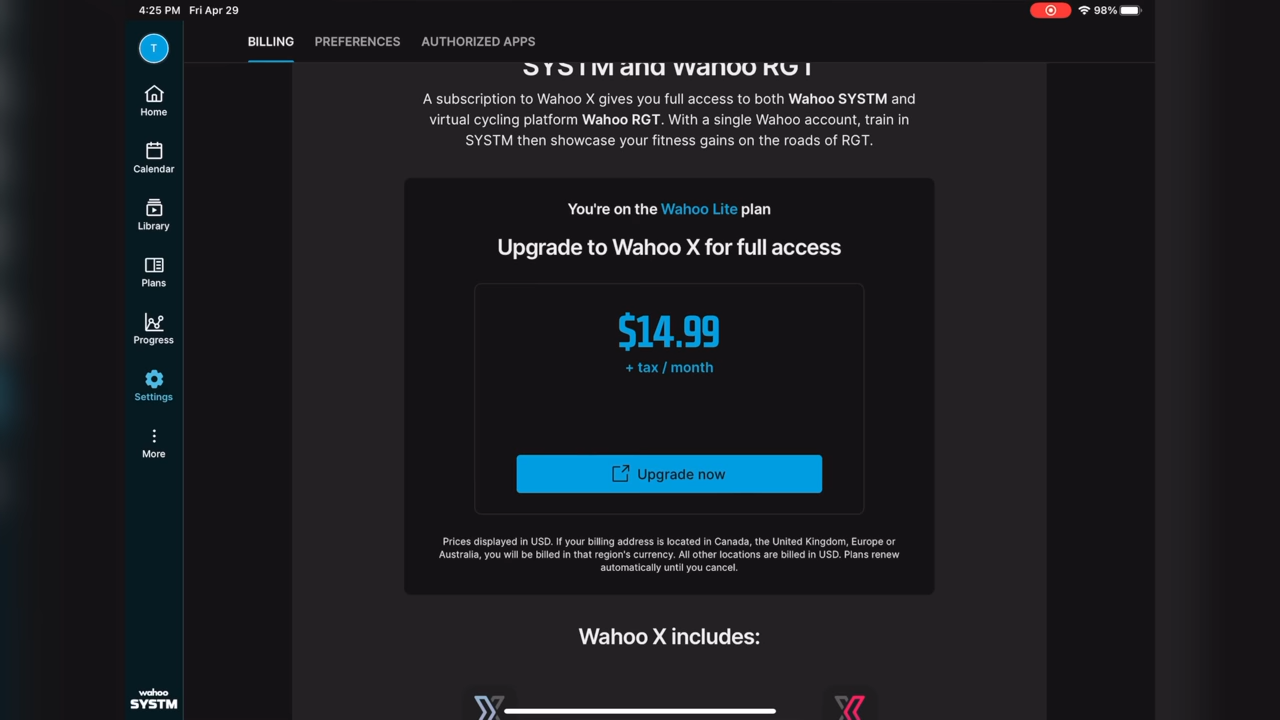 4:25 PM Fri Apr 29
98%
T
BILLING PREFERENCES AUTHORIZED APPS
Home
Calendar
Library
Plans
Progress
Settings
More
wahoo
SYSTM
SYSTM and Wahoo RGT
A subscription to Wahoo X gives you full access to both Wahoo SYSTM and
virtual cycling platform Wahoo RGT. With a single Wahoo account, train in
SYSTM then showcase your fitness gains on the roads of RGT.
You're on the Wahoo Lite plan
Upgrade to Wahoo X for full access
$14.99
+ tax / month
Upgrade now
Prices displayed in USD. If your billing address is located in Canada, the United Kingdom, Europe or
Australia, you will be billed in that region's currency. All other locations are billed in USD. Plans renew
automatically until you cancel.
Wahoo X includes: